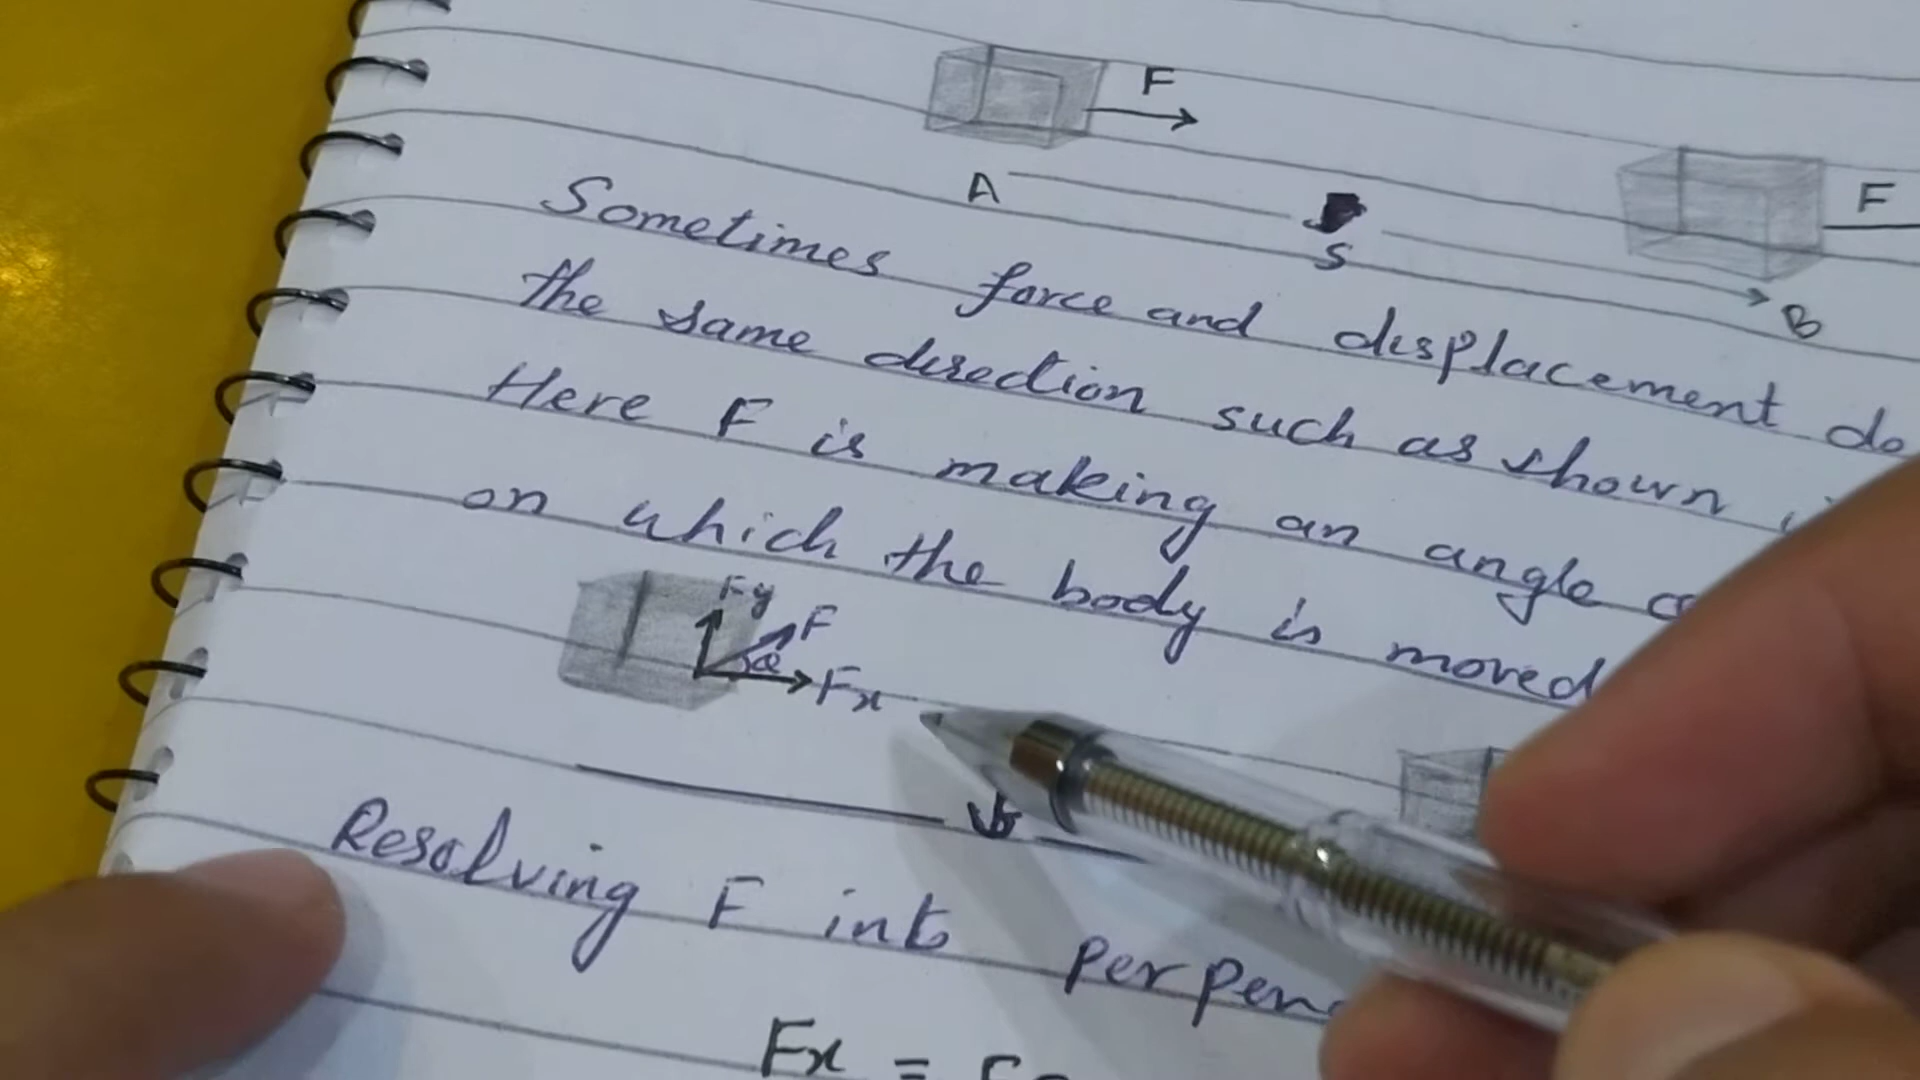 F
F
A
S
B
Sometimes force and displacement do
the same direction such as shown
Here F is making an angle
on which the body is moved
Fy
F
θ
Fx
Resolving F into perpen
Fx =